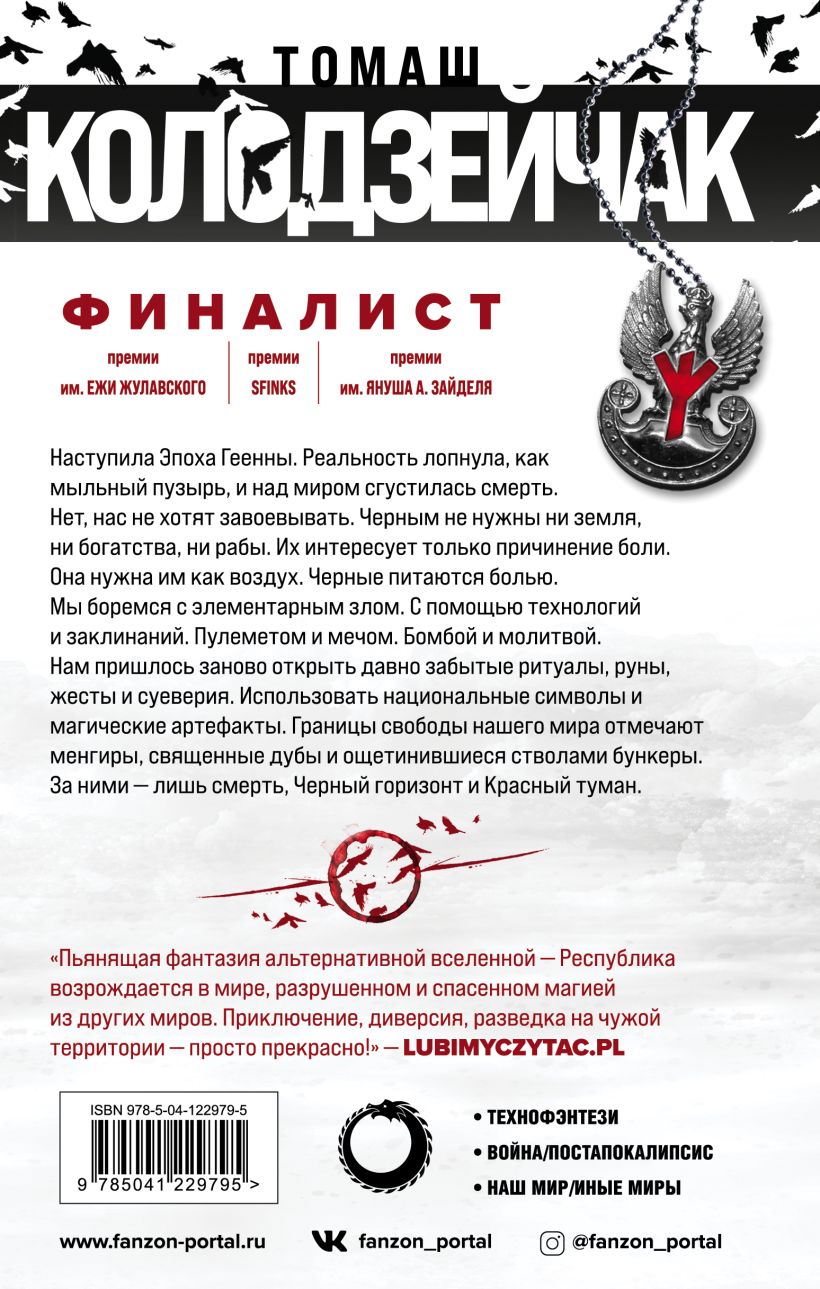 ТОМАШ
КОЛОДЗЕЙЧАК
ФИНАЛИСТ
премии
им. ЕЖИ ЖУЛАВСКОГО
премии
SFINKS
премии
им. ЯНУША А. ЗАЙДЕЛЯ
Наступила Эпоха Геенны. Реальность лопнула, как
мыльный пузырь, и над миром сгустилась смерть.
Нет, нас не хотят завоевывать. Черным не нужны ни земля,
ни богатства, ни рабы. Их интересует только причинение боли.
Она нужна им как воздух. Черные питаются болью.
Мы боремся с элементарным злом. С помощью технологий
и заклинаний. Пулеметом и мечом. Бомбой и молитвой.
Нам пришлось заново открыть давно забытые ритуалы, руны,
жесты и суеверия. Использовать национальные символы и
магические артефакты. Границы свободы нашего мира отмечают
менгиры, священные дубы и ощетинившиеся стволами бункеры.
За ними — лишь смерть, Черный горизонт и Красный туман.
«Пьянящая фантазия альтернативной вселенной — Республика
возрождается в мире, разрушенном и спасенном магией
из других миров. Приключение, диверсия, разведка на чужой
территории — просто прекрасно!» — LUBIMYCZYTAC.PL
ISBN 978-5-04-122979-5
9 785041 229795 >
• ТЕХНОФЭНТЕЗИ
• ВОЙНА/ПОСТАПОКАЛИПСИС
• НАШ МИР/ИНЫЕ МИРЫ
www.fanzon-portal.ru
fanzon_portal
@fanzon_portal